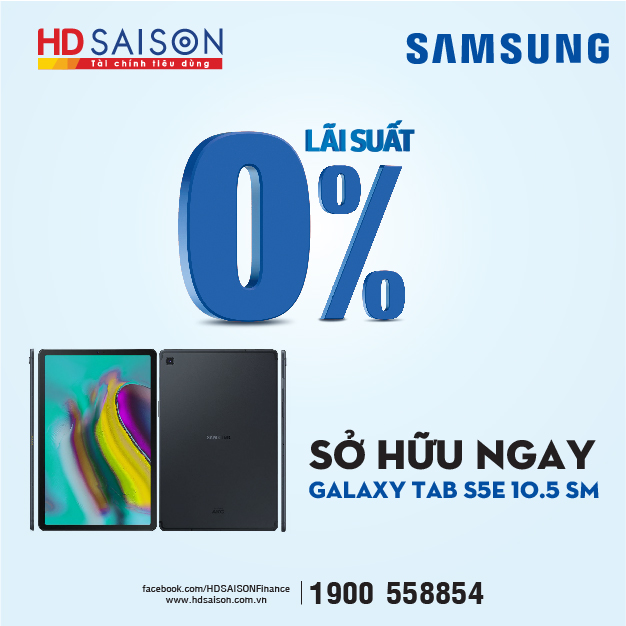 HD SAISON
Tài chính tiêu dùng
SAMSUNG
LÃI SUẤT
0%
SỞ HỮU NGAY
GALAXY TAB S5E 10.5 SM
facebook.com/HDSAISONFinance
www.hdsaison.com.vn
1900 558854